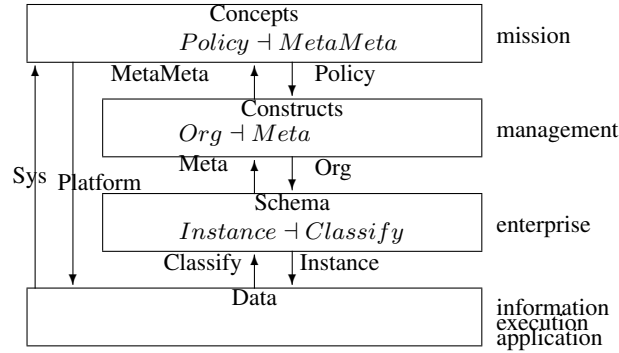 Concepts
Policy ⊣ MetaMeta
mission
MetaMeta
Policy
Constructs
Org ⊣ Meta
management
Meta
Org
Sys
Platform
Schema
Instance ⊣ Classify
enterprise
Classify
Instance
Data
information
execution
application